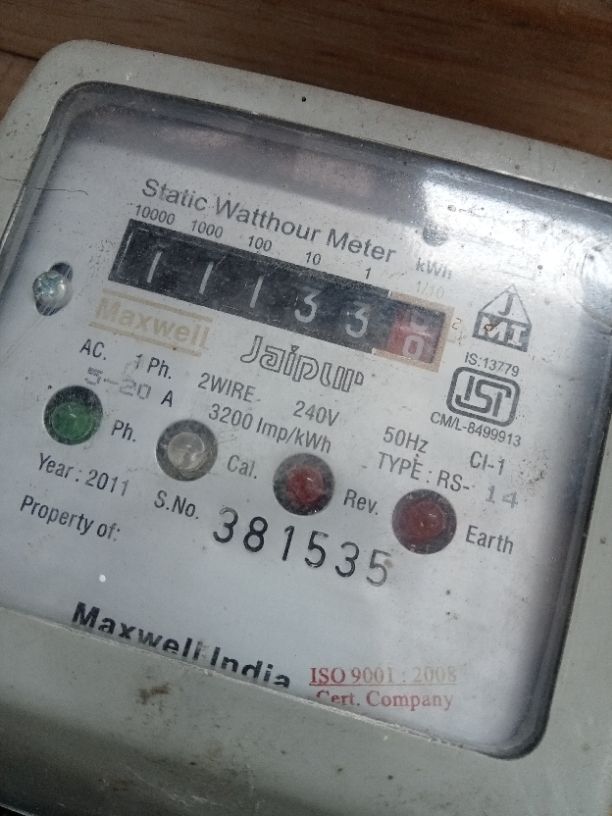 Static Watthour Meter
10000 1000 100 10 1 1/10 kWh
1 1 1 3 3 0
Maxwell
Jaipur
J
MT
IS:13779
ISI
CM/L-8499913
AC. 1 Ph. 2WIRE 240V 50Hz Cl-1
5-20 A 3200 Imp/kWh TYPE : RS- 14
Ph. Cal. Rev. Earth
Year : 2011 S.No. 381535
Property of:
Maxwell India
ISO 9001 : 2008
Cert. Company